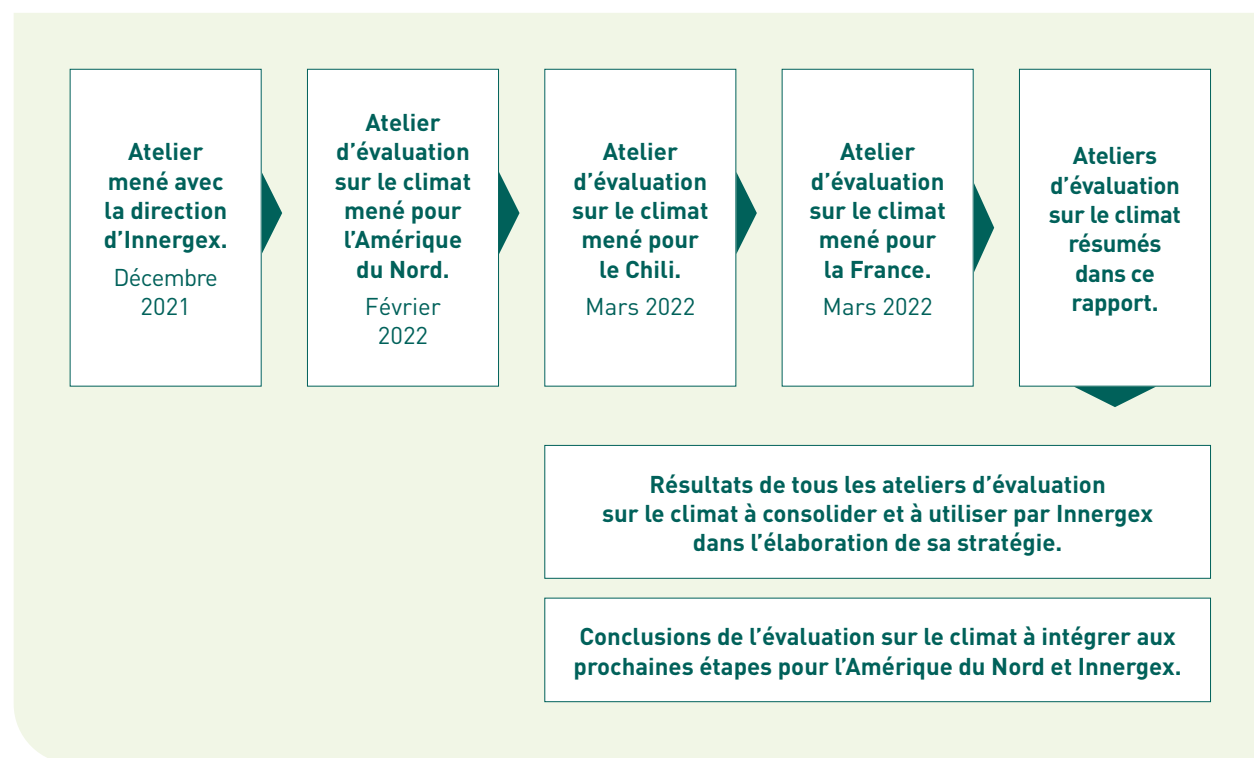 Atelier
mené avec
la direction
d’Innergex.
Décembre
2021
Atelier
d’évaluation
sur le climat
mené pour
l’Amérique
du Nord.
Février
2022
Atelier
d’évaluation
sur le climat
mené pour
le Chili.
Mars 2022
Atelier
d’évaluation
sur le climat
mené pour
la France.
Mars 2022
Ateliers
d’évaluation
sur le climat
résumés
dans ce
rapport.
Résultats de tous les ateliers d’évaluation
sur le climat à consolider et à utiliser par Innergex
dans l’élaboration de sa stratégie.
Conclusions de l’évaluation sur le climat à intégrer aux
prochaines étapes pour l’Amérique du Nord et Innergex.